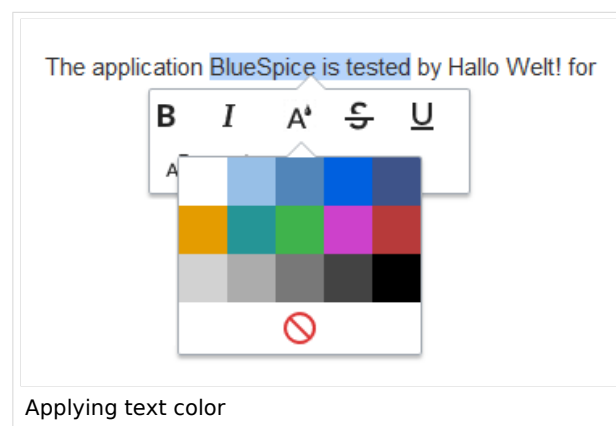 The application BlueSpice is tested by Hallo Welt! for
B I A S U
A
Applying text color